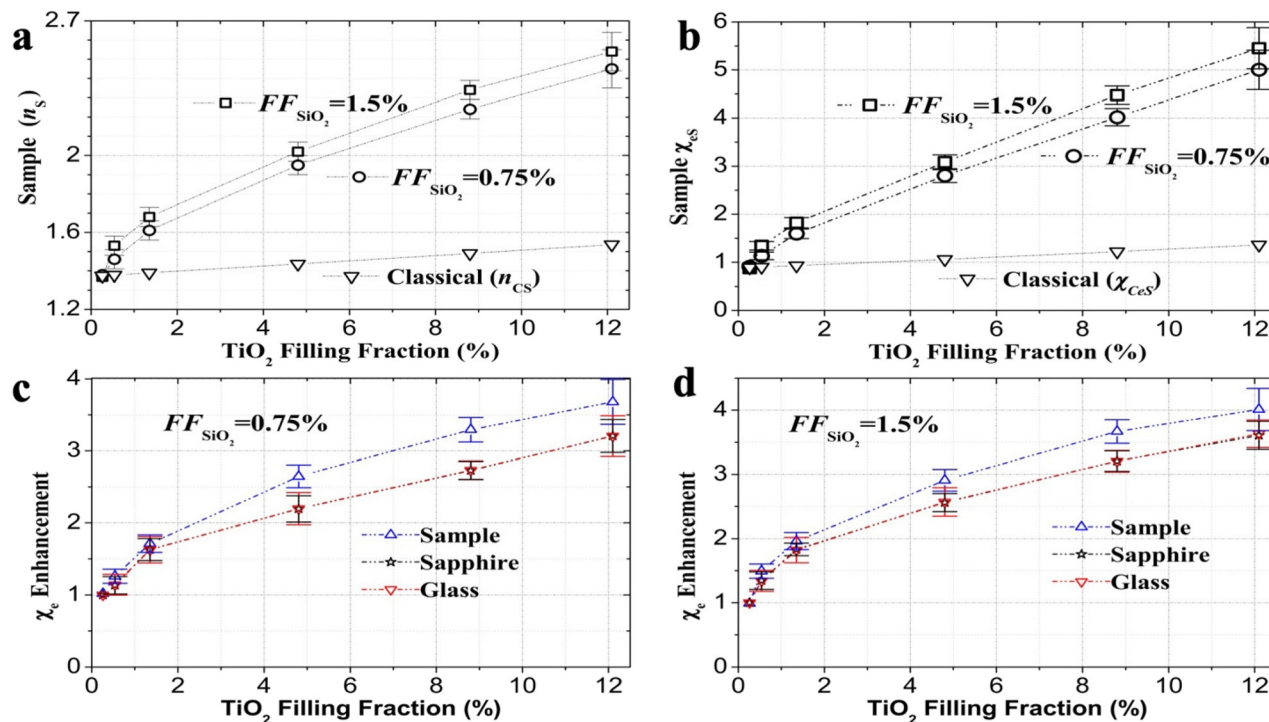 a
2.7
2.4
2.0
1.6
1.2
0 2 4 6 8 10 12
Sample (nS)
FFSiO2=1.5%
FFSiO2=0.75%
Classical (nCS)
TiO2 Filling Fraction (%)
b
6
5
4
3
2
1
0
0 2 4 6 8 10 12
Sample χeS
FFSiO2=1.5%
FFSiO2=0.75%
Classical (χCeS)
TiO2 Filling Fraction (%)
c
4
3
2
1
0
0 2 4 6 8 10 12
χe Enhancement
FFSiO2=0.75%
Sample
Sapphire
Glass
TiO2 Filling Fraction (%)
d
4
3
2
1
0
0 2 4 6 8 10 12
χe Enhancement
FFSiO2=1.5%
Sample
Sapphire
Glass
TiO2 Filling Fraction (%)